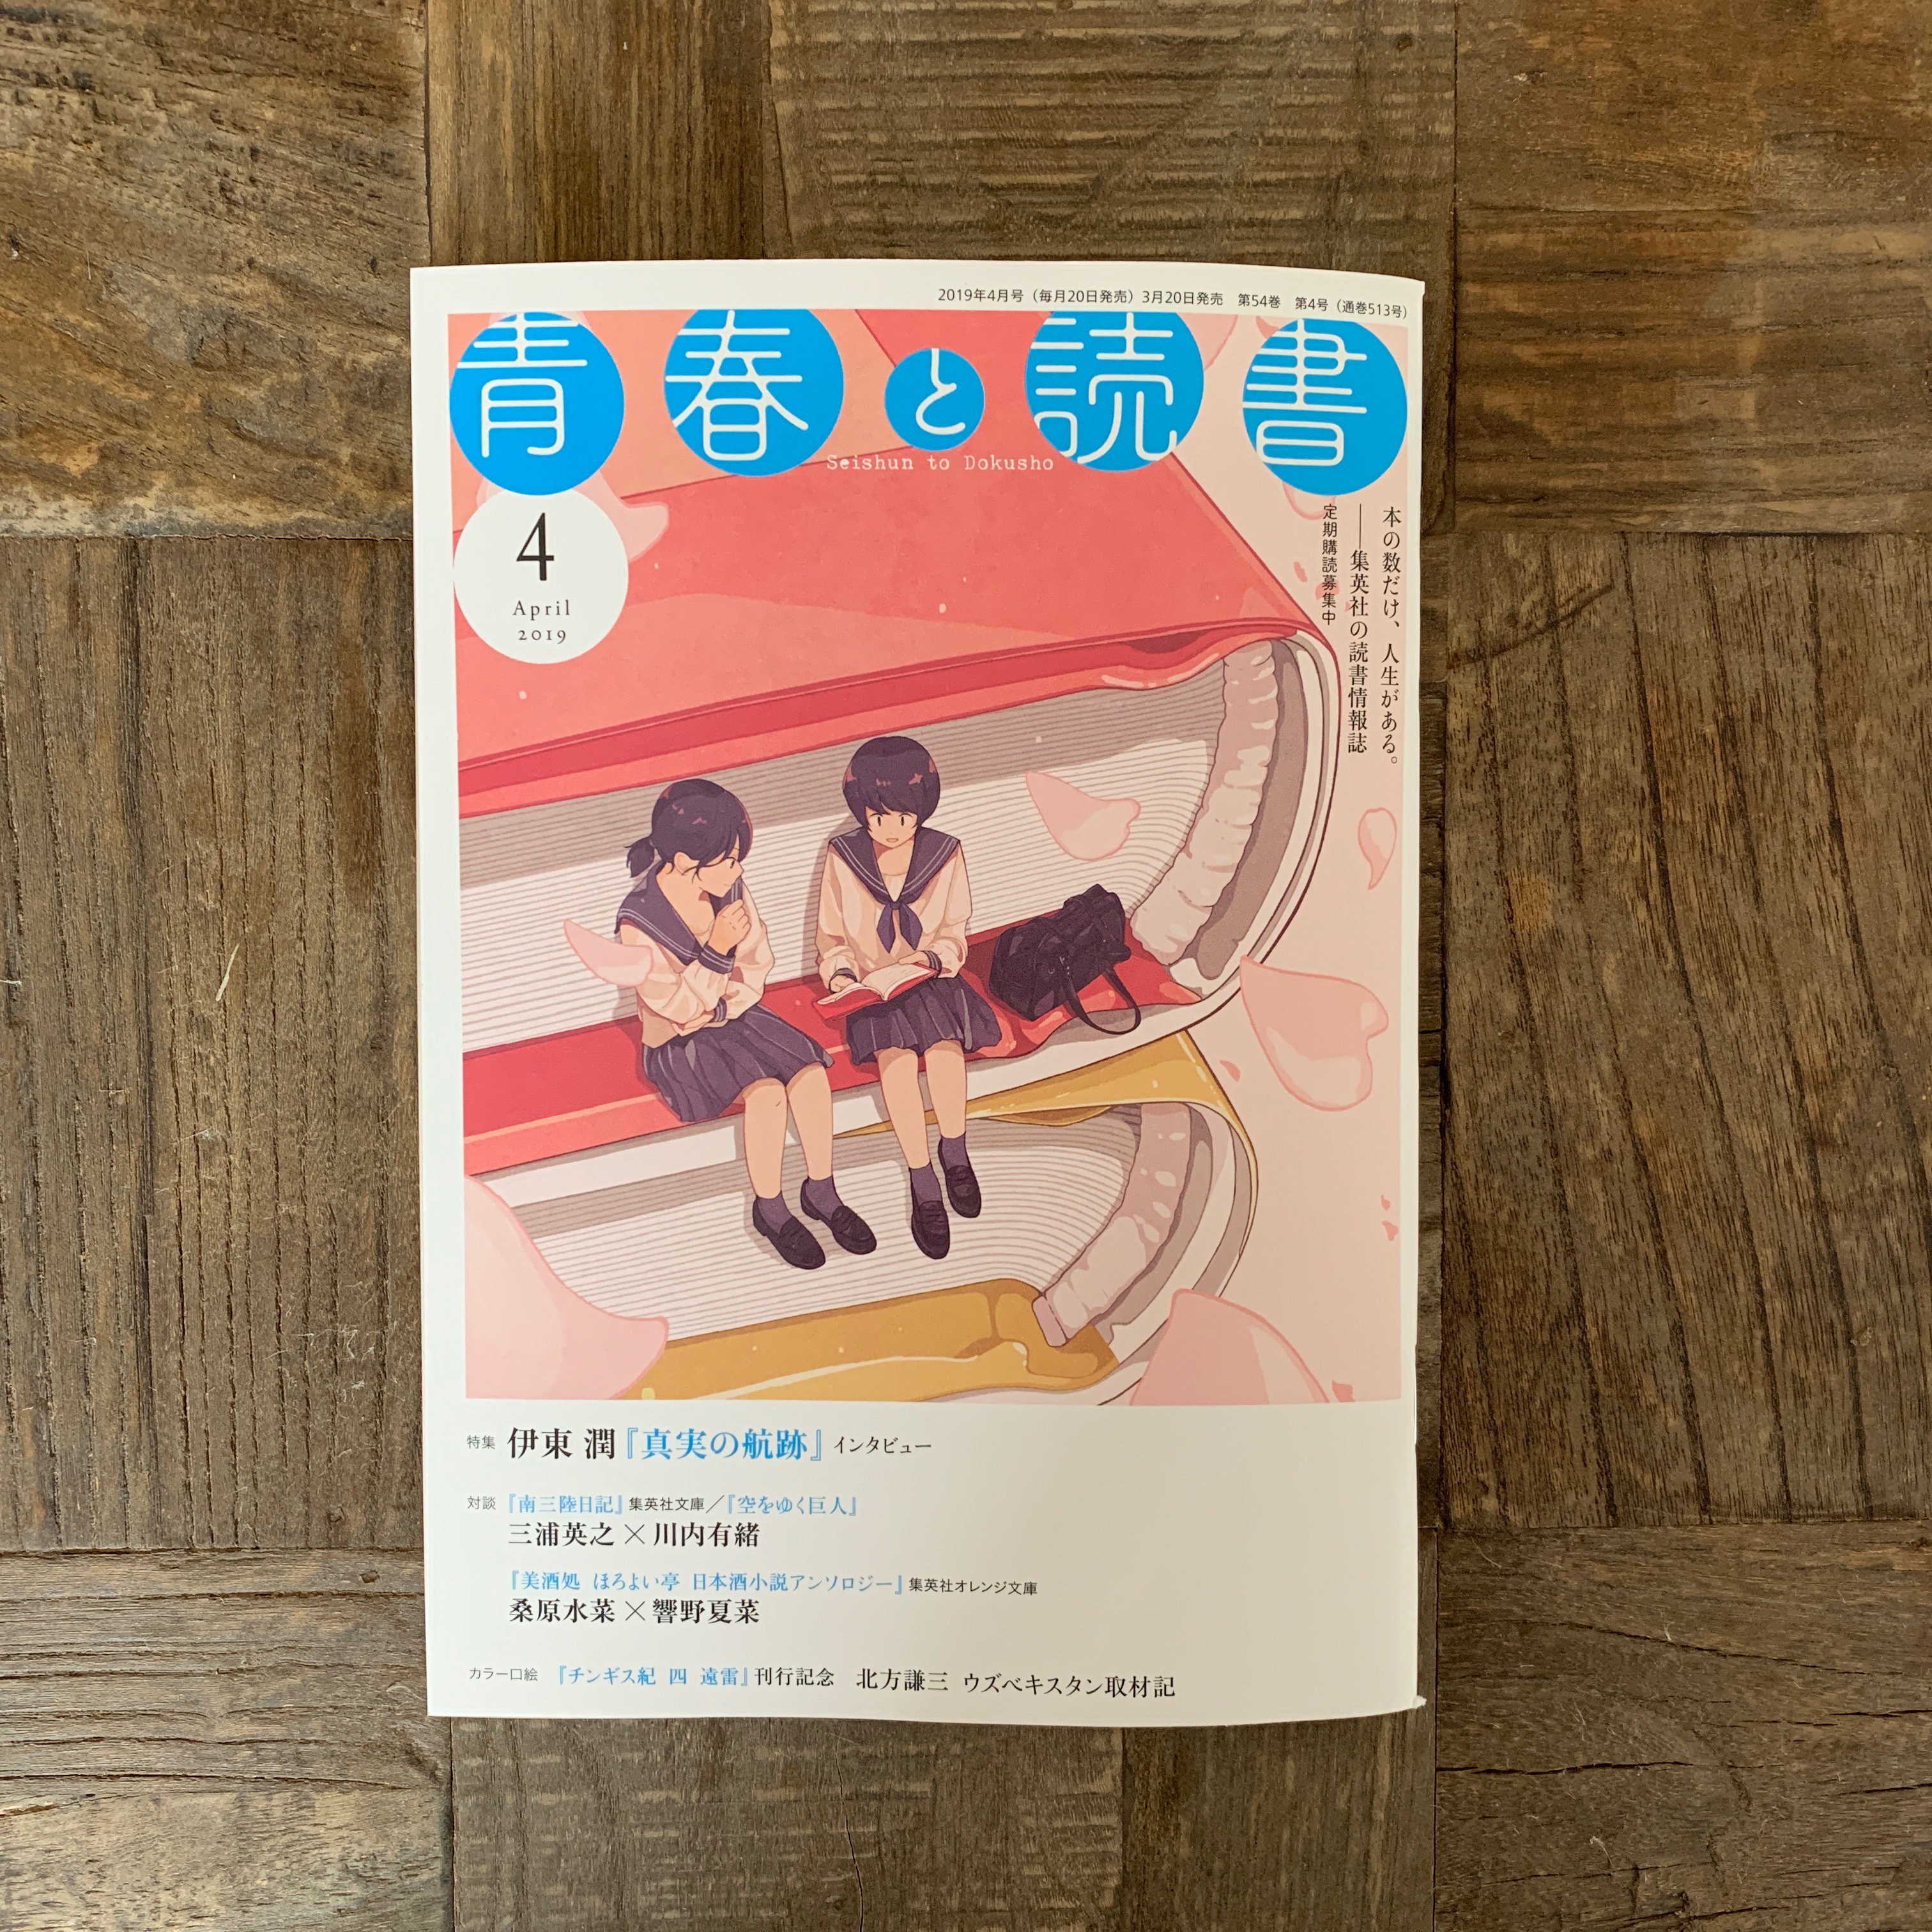 2019年4月号（毎月20日発売）3月20日発売　第54巻　第4号（通巻513号）
青春と読書
Seishun to Dokusho
4
April
2019
本の数だけ、人生がある。
――集英社の読書情報誌
定期購読募集中
特集 伊東 潤『真実の航跡』インタビュー
対談 『南三陸日記』集英社文庫／『空をゆく巨人』
三浦英之×川内有緒
『美酒処 ほろよい亭 日本酒小説アンソロジー』集英社オレンジ文庫
桑原水菜×響野夏菜
カラー口絵 『チンギス紀 四 遠雷』刊行記念　北方謙三 ウズベキスタン取材記